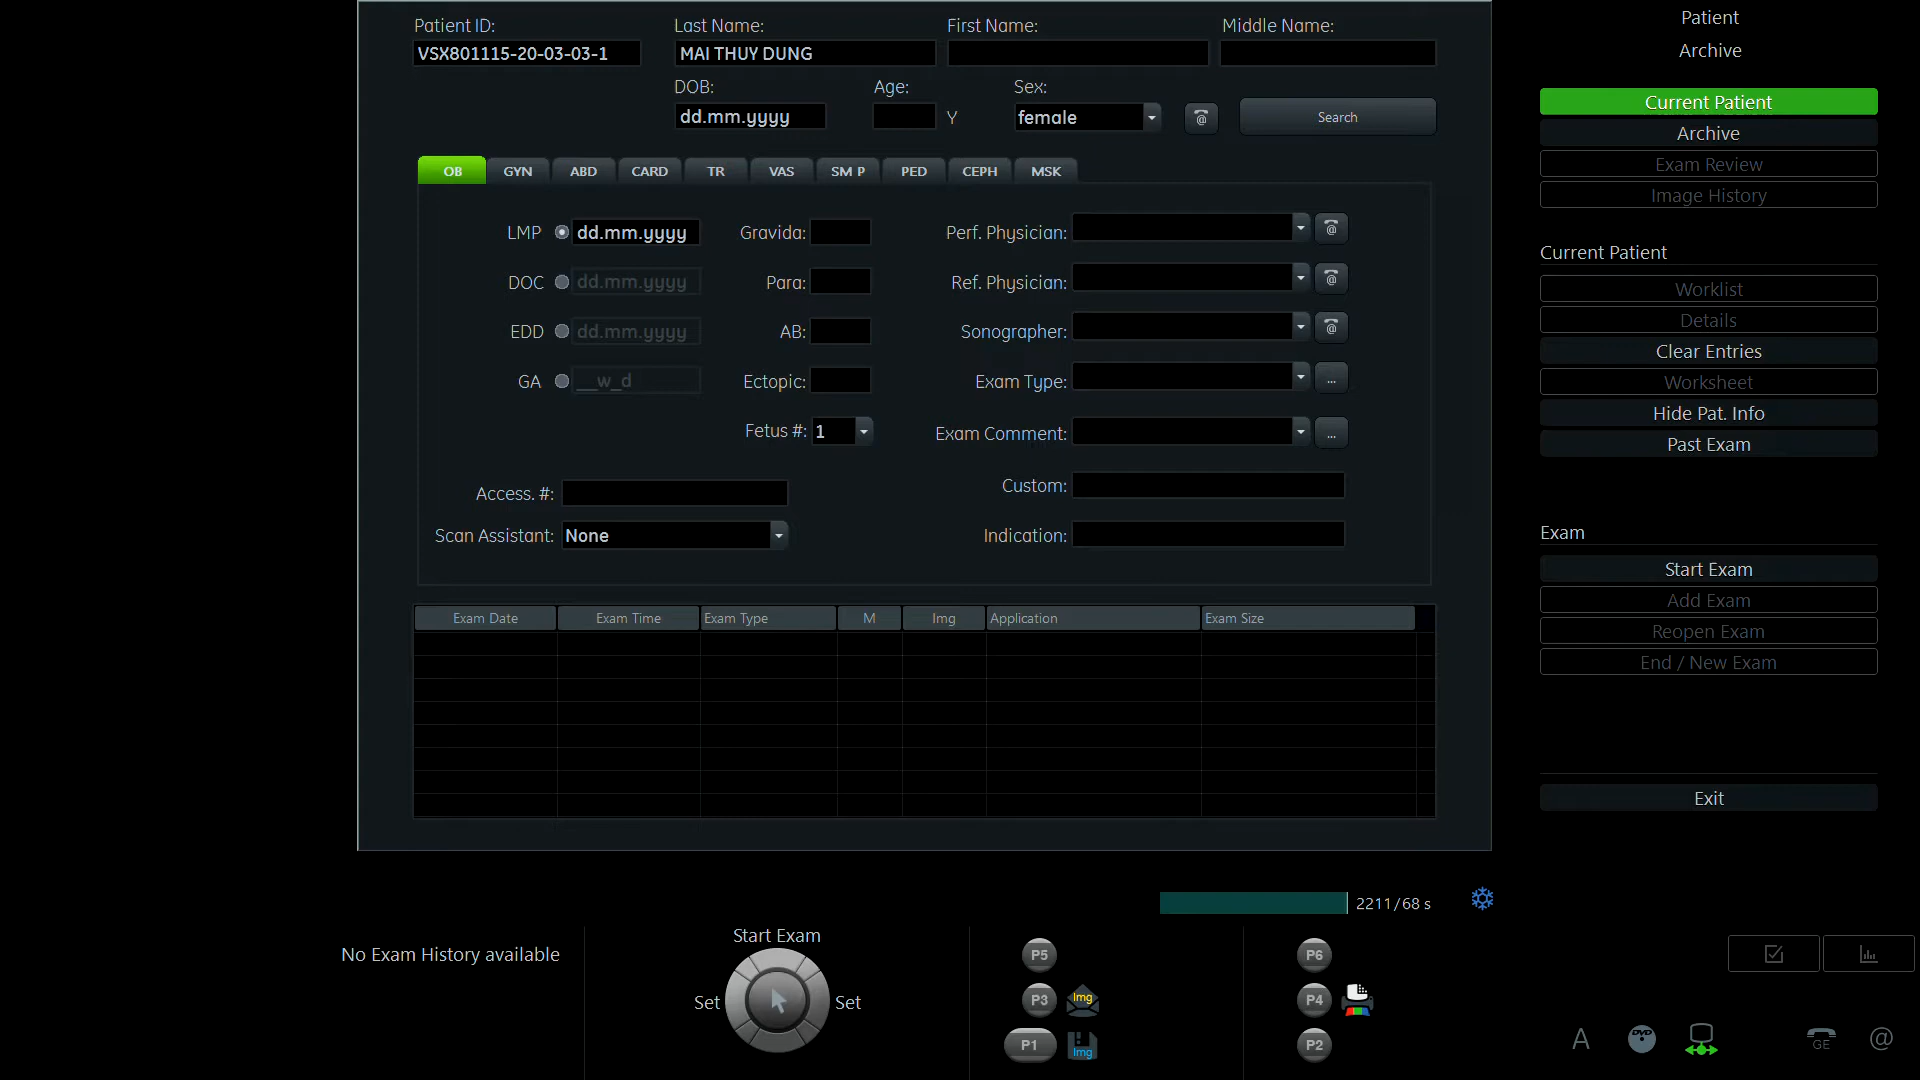 Patient ID: Last Name: First Name: Middle Name:
VSX801115-20-03-03-1 MAI THUY DUNG
DOB: Age: Sex:
dd.mm.yyyy Y female @ Search
OB GYN ABD CARD TR VAS SM P PED CEPH MSK
LMP dd.mm.yyyy Gravida: Perf. Physician: @
DOC dd.mm.yyyy Para: Ref. Physician: @
EDD dd.mm.yyyy AB: Sonographer: @
GA __w_d Ectopic: Exam Type: ...
Fetus #: 1 Exam Comment: ...
Custom:
Access. #:
Scan Assistant: None Indication:
Exam Date Exam Time Exam Type M Img Application Exam Size
Patient
Archive
Current Patient
Archive
Exam Review
Image History
Current Patient
Worklist
Details
Clear Entries
Worksheet
Hide Pat. Info
Past Exam
Exam
Start Exam
Add Exam
Reopen Exam
End / New Exam
Exit
2211/68 s
No Exam History available
Start Exam
Set Set
P5
P3 Img
P1 Img
P6
P4
P2
A DVD GE @